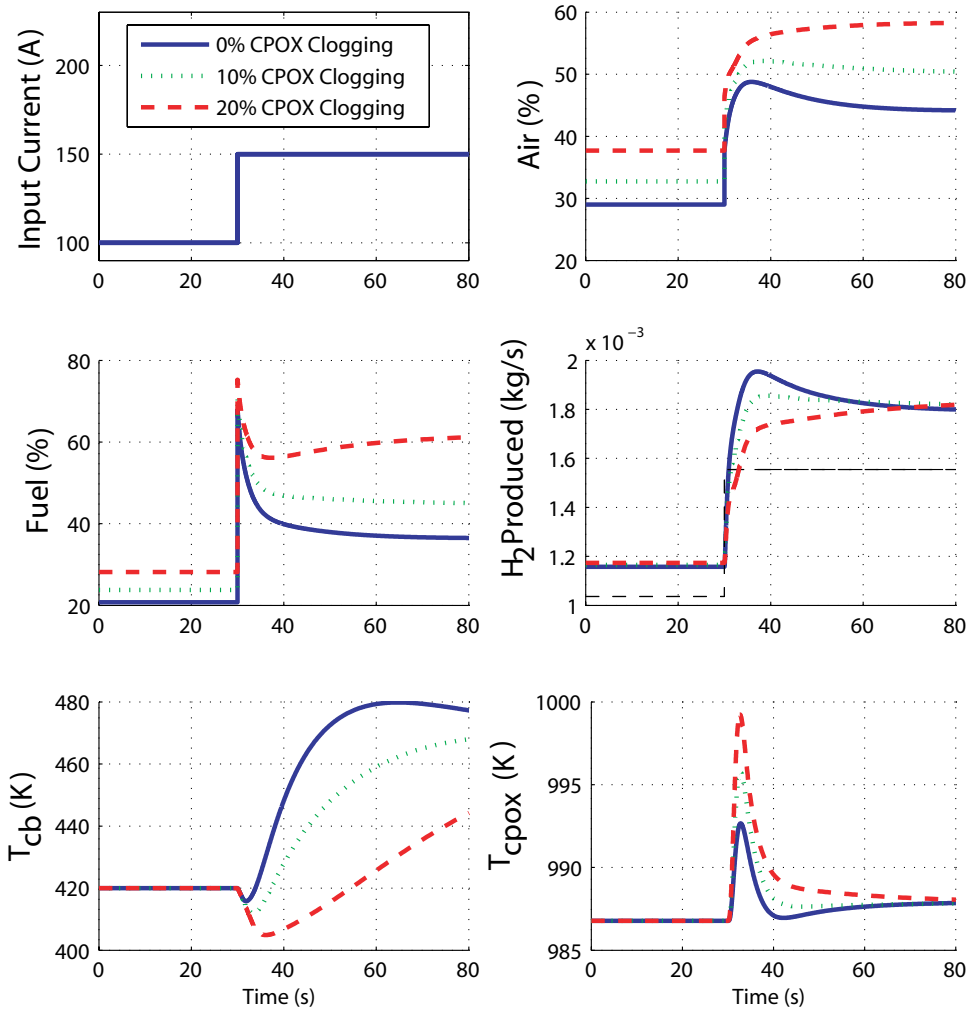 Input Current (A)
200
150
100
0 20 40 60 80
0% CPOX Clogging
10% CPOX Clogging
20% CPOX Clogging
Air (%)
60
50
40
30
20
0 20 40 60 80
Fuel (%)
80
60
40
20
0 20 40 60 80
H2Produced (kg/s)
x 10 −3
2
1.8
1.6
1.4
1.2
1
0 20 40 60 80
Tcb (K)
480
460
440
420
400
0 20 40 60 80
Time (s)
Tcpox (K)
1000
995
990
985
0 20 40 60 80
Time (s)